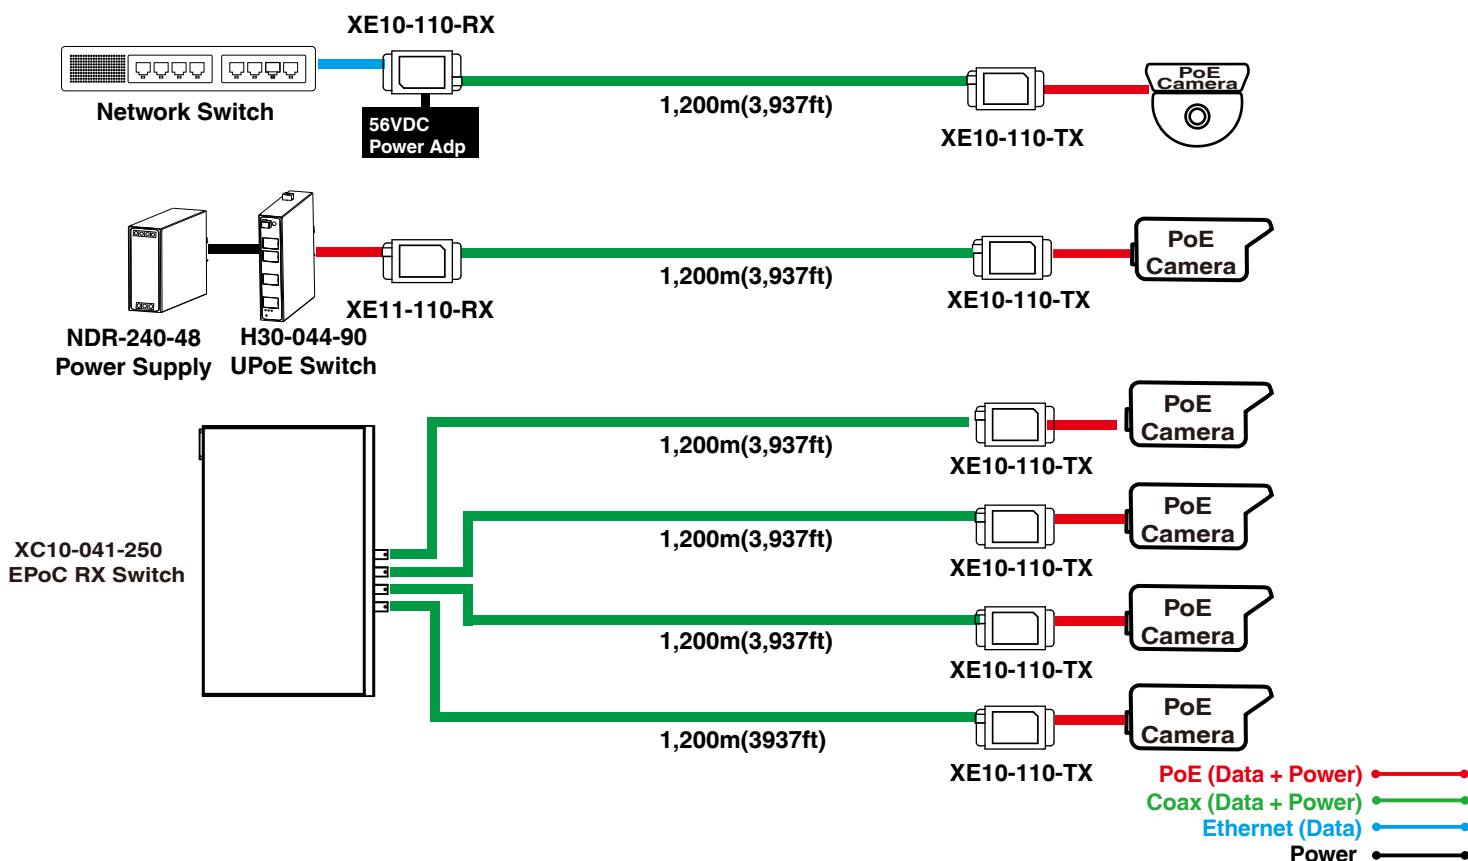 XE10-110-RX
Network Switch
56VDC
Power Adp
1,200m(3,937ft)
XE10-110-TX
PoE
Camera
NDR-240-48
Power Supply
H30-044-90
UPoE Switch
XE11-110-RX
1,200m(3,937ft)
XE10-110-TX
PoE
Camera
XC10-041-250
EPoC RX Switch
1,200m(3,937ft)
XE10-110-TX
PoE
Camera
1,200m(3,937ft)
XE10-110-TX
PoE
Camera
1,200m(3,937ft)
XE10-110-TX
PoE
Camera
1,200m(3937ft)
XE10-110-TX
PoE
Camera
PoE (Data + Power)
Coax (Data + Power)
Ethernet (Data)
Power